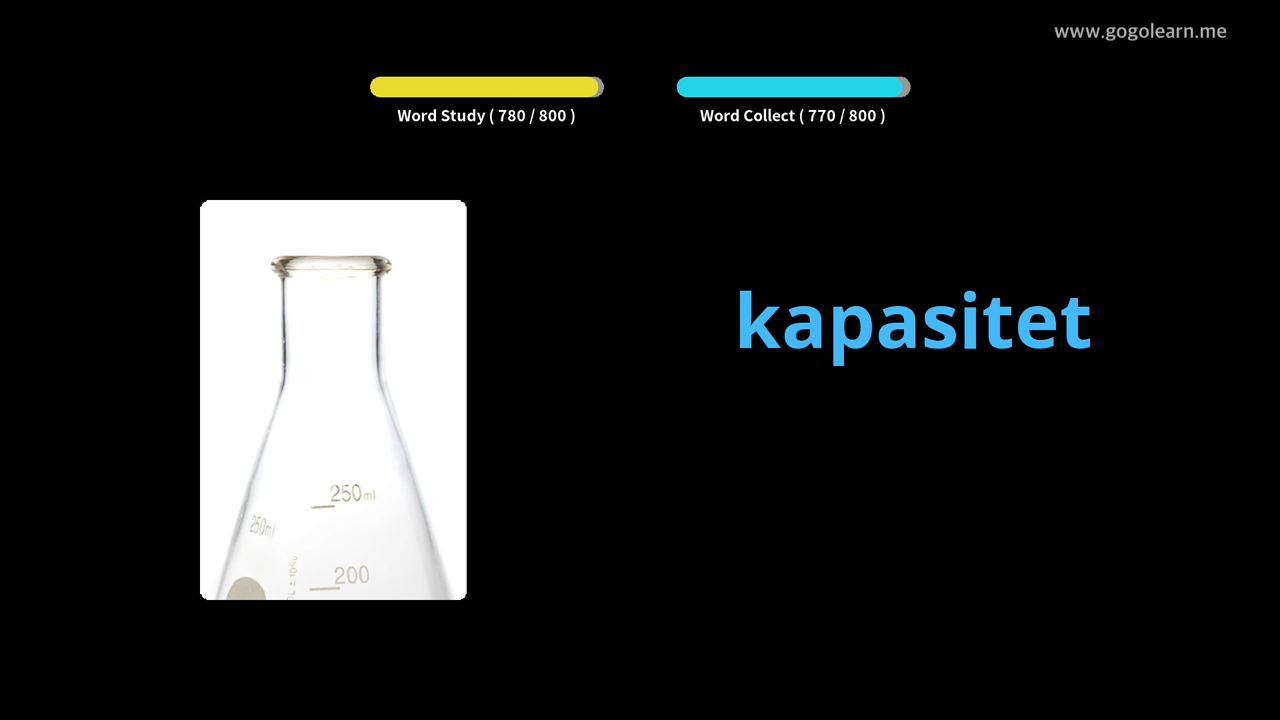 www.gogolearn.me
Word Study ( 780 / 800 )
Word Collect ( 770 / 800 )
kapasitet
250ml
250ml
200